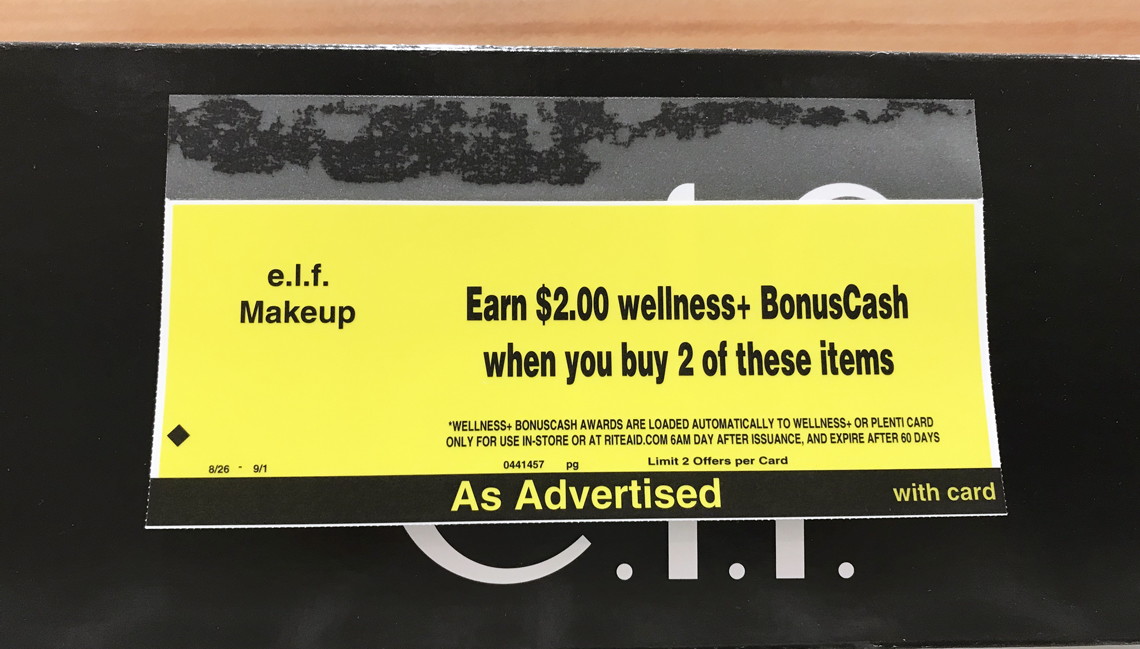 e.l.f.
Makeup
Earn $2.00 wellness+ BonusCash
when you buy 2 of these items
*WELLNESS+ BONUSCASH AWARDS ARE LOADED AUTOMATICALLY TO WELLNESS+ OR PLENTI CARD
ONLY FOR USE IN-STORE OR AT RITEAID.COM 6AM DAY AFTER ISSUANCE, AND EXPIRE AFTER 60 DAYS
8/26 - 9/1 0441457 pg Limit 2 Offers per Card
As Advertised with card
e.l.f.